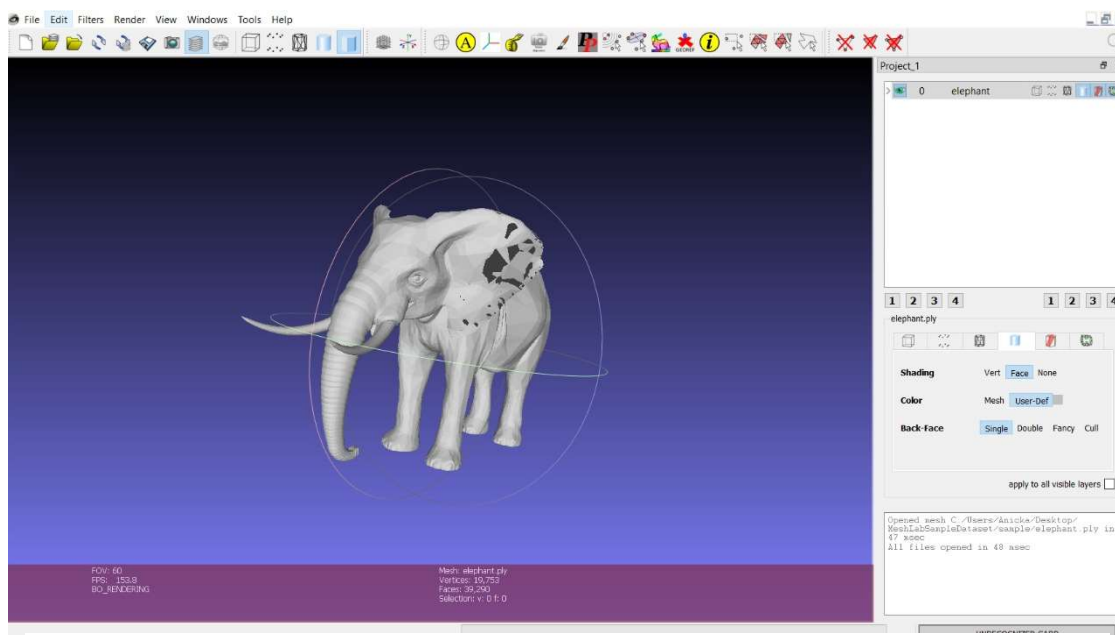 File Edit Filters Render View Windows Tools Help
A
PP
GEOREF
i
Project_1
0 elephant
1 2 3 4 1 2 3 4
elephant.ply
Shading Vert Face None
Color Mesh User-Def
Back-Face Single Double Fancy Cull
apply to all visible layers
Opened mesh C:/Users/Anicka/Desktop/
MeshLabSampleDataset/sample/elephant.ply in
47 msec
All files opened in 48 msec
FOV: 60
FPS: 153.8
BO_RENDERING
Mesh: elephant.ply
Vertices: 19,753
Faces: 39,290
Selection: v: 0 f: 0